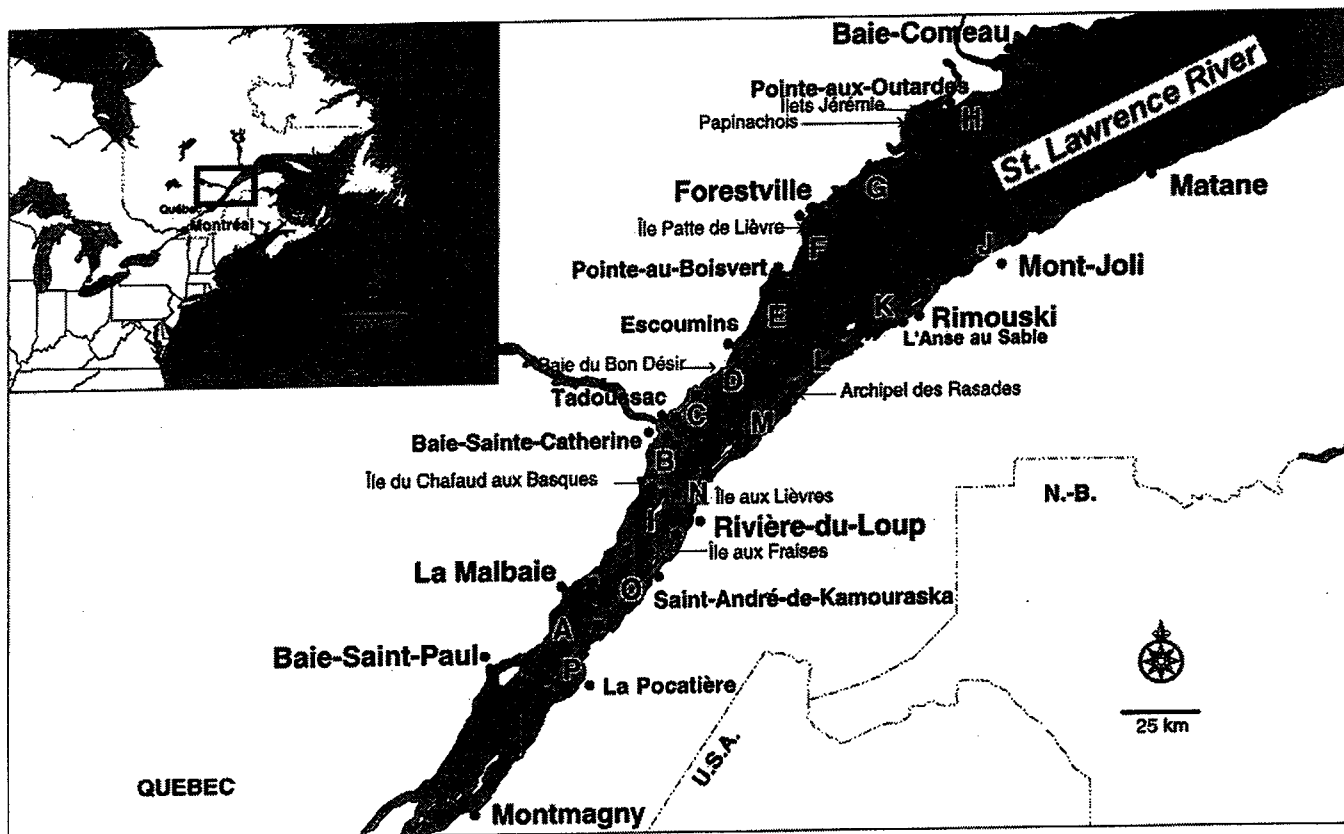 Baie-Comeau
Pointe-aux-Outardes
Ilets Jérémie
Papinachois
H
St. Lawrence River
G
Matane
Forestville
Québec
Montréal
Île Patte de Lièvre
F
J
Pointe-au-Boisvert
Mont-Joli
E
K
Rimouski
Escoumins
L'Anse au Sable
Baie du Bon Désir
L
D
Archipel des Rasades
Tadoussac
C
M
Baie-Sainte-Catherine
B
Île du Chafaud aux Basques
N
Île aux Lièvres
N.-B.
I
Rivière-du-Loup
Île aux Fraises
La Malbaie
O
Saint-André-de-Kamouraska
A
Baie-Saint-Paul
P
La Pocatière
25 km
U.S.A.
QUEBEC
Montmagny